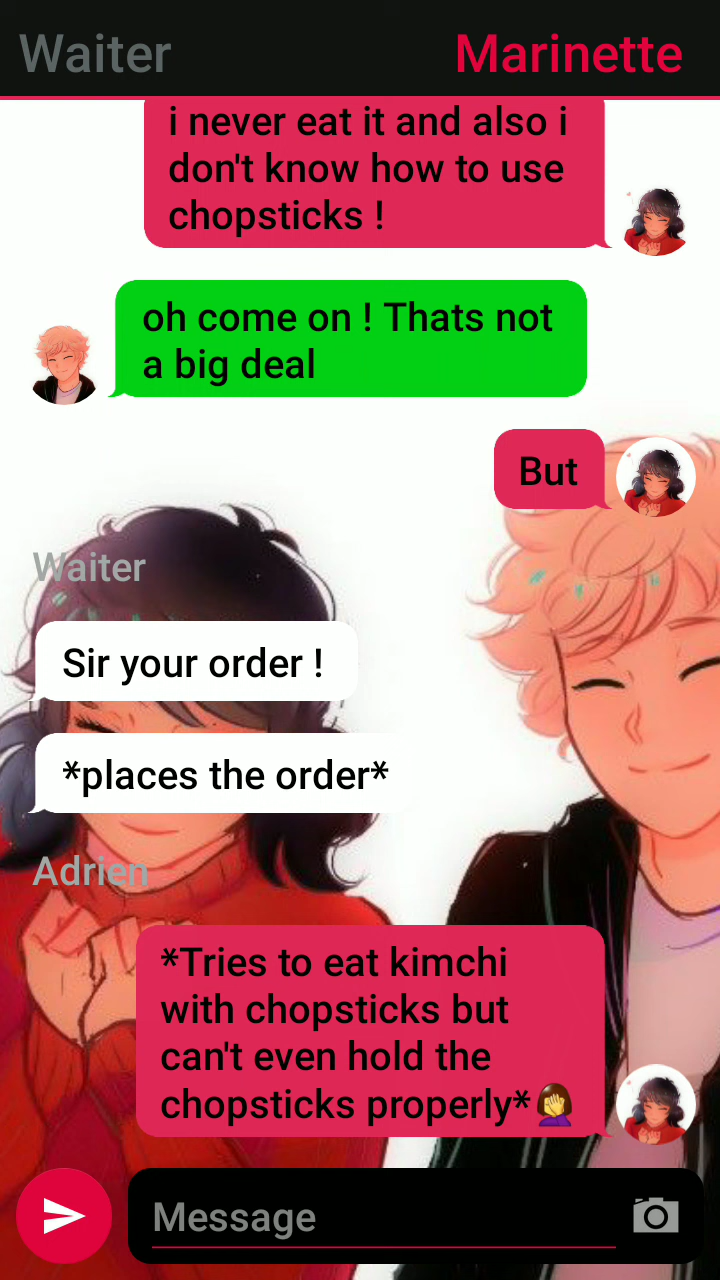 Waiter Marinette
i never eat it and also i
don't know how to use
chopsticks !
oh come on ! Thats not
a big deal
But
Waiter
Sir your order !
*places the order*
Adrien
*Tries to eat kimchi
with chopsticks but
can't even hold the
chopsticks properly*🤦‍♀️
Message